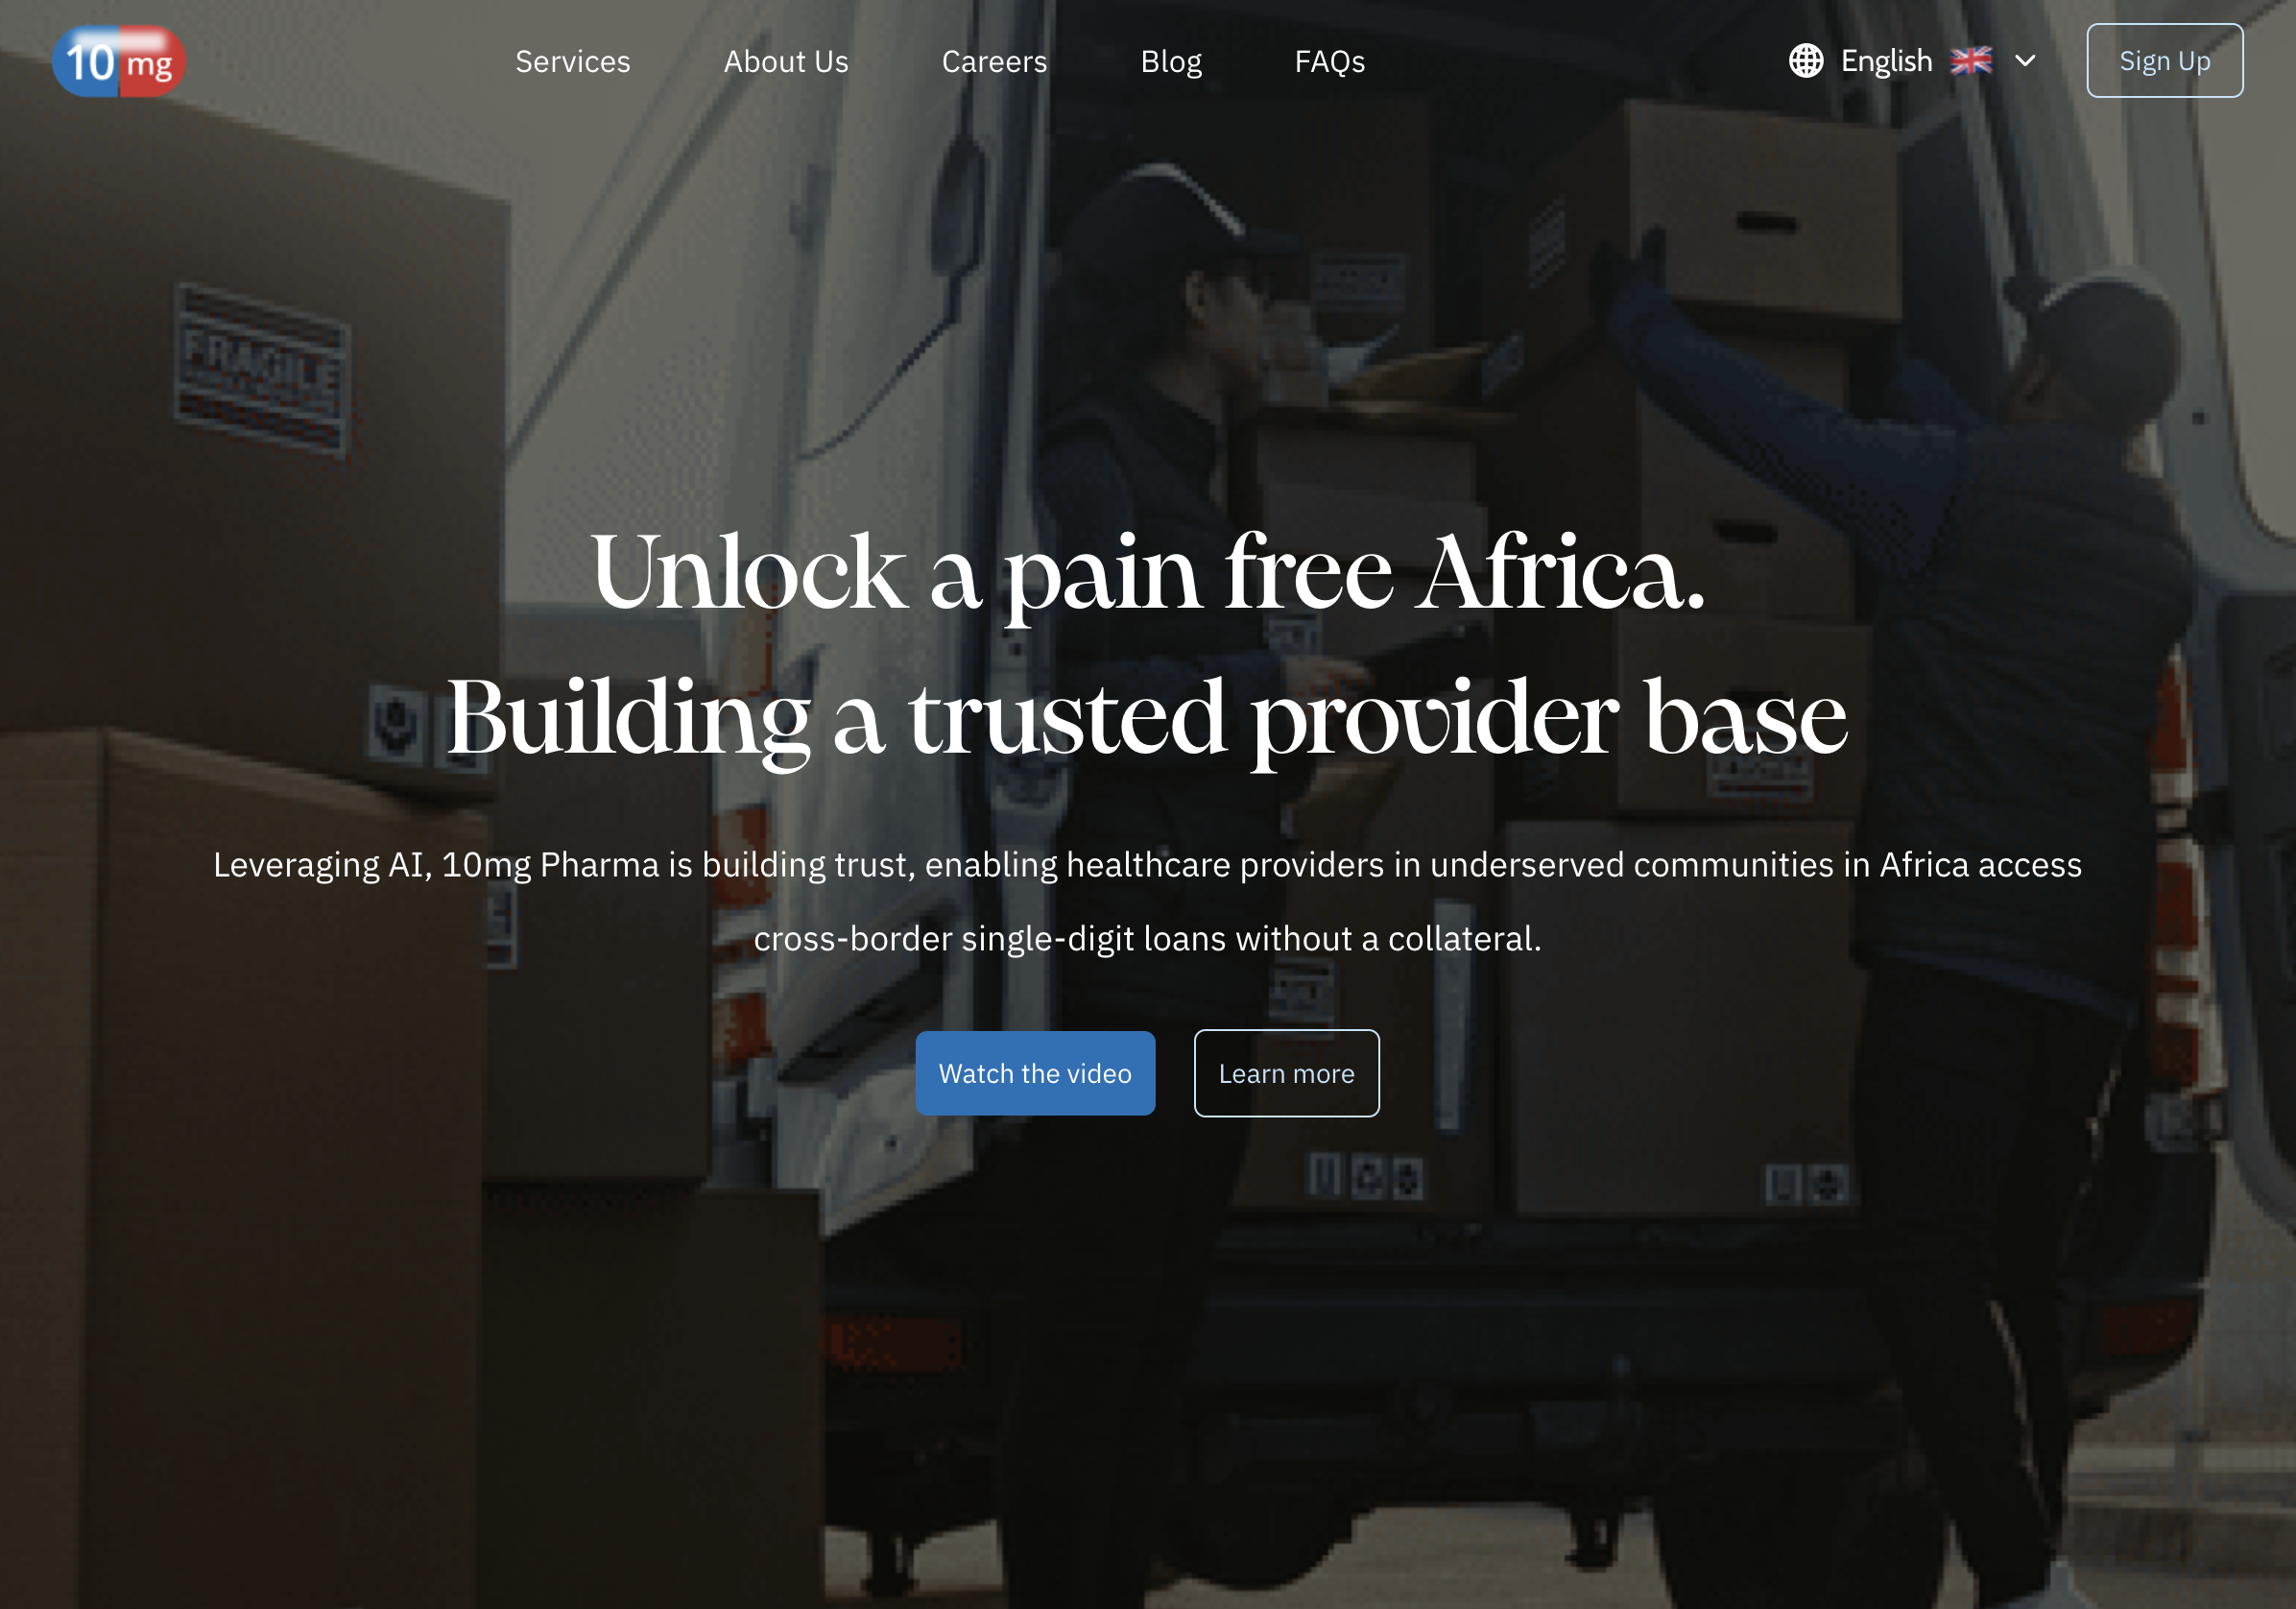 10 mg
Services
About Us
Careers
Blog
FAQs
English
Sign Up
FRAGILE
Unlock a pain free Africa.
Building a trusted provider base
Leveraging AI, 10mg Pharma is building trust, enabling healthcare providers in underserved communities in Africa access
cross-border single-digit loans without a collateral.
Watch the video
Learn more